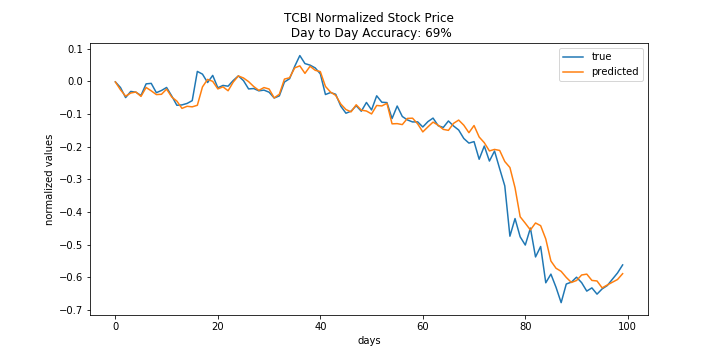 TCBI Normalized Stock Price
Day to Day Accuracy: 69%
true
predicted
0.1
0.0
−0.1
−0.2
−0.3
−0.4
−0.5
−0.6
−0.7
normalized values
0 20 40 60 80 100
days